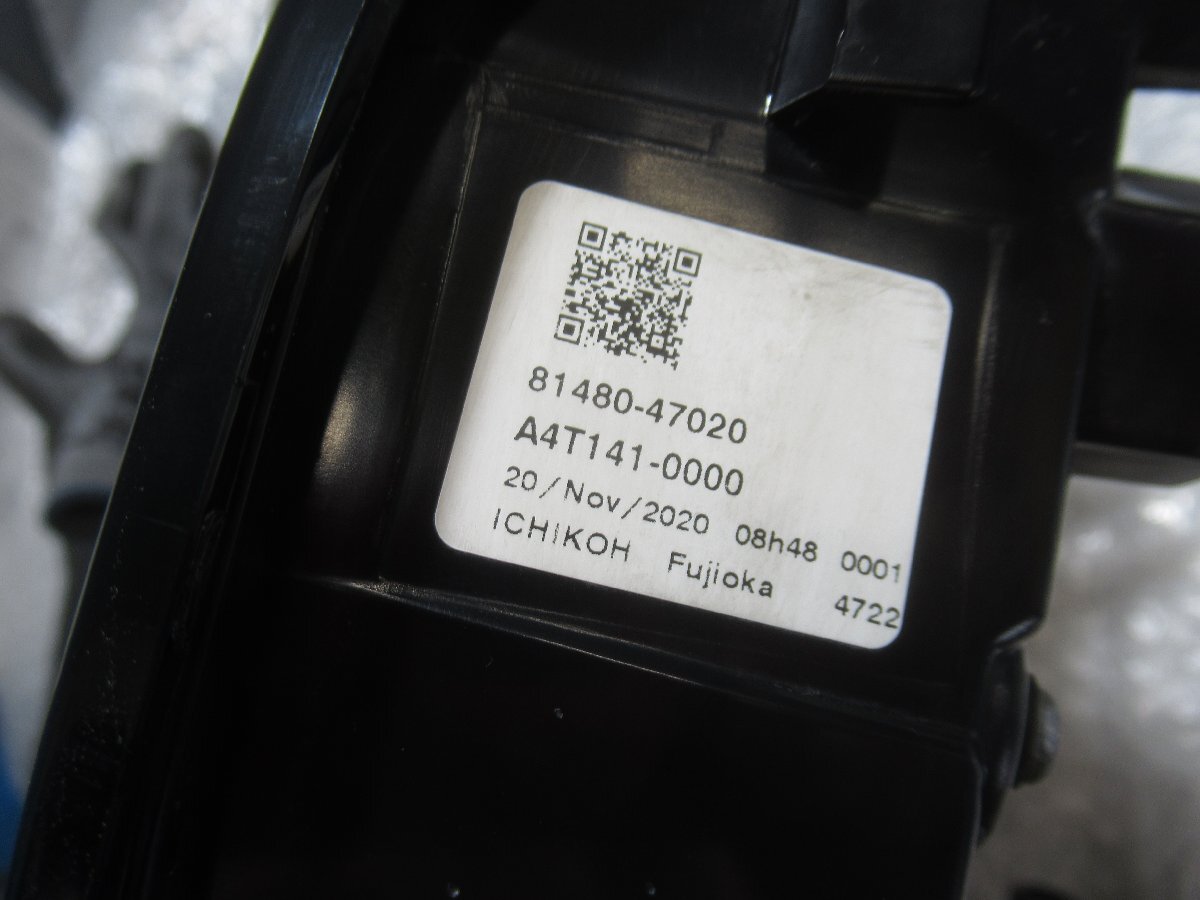 81480-47020
A4T141-0000
20/Nov/2020 08h48 0001
ICHIKOH Fujioka 4722